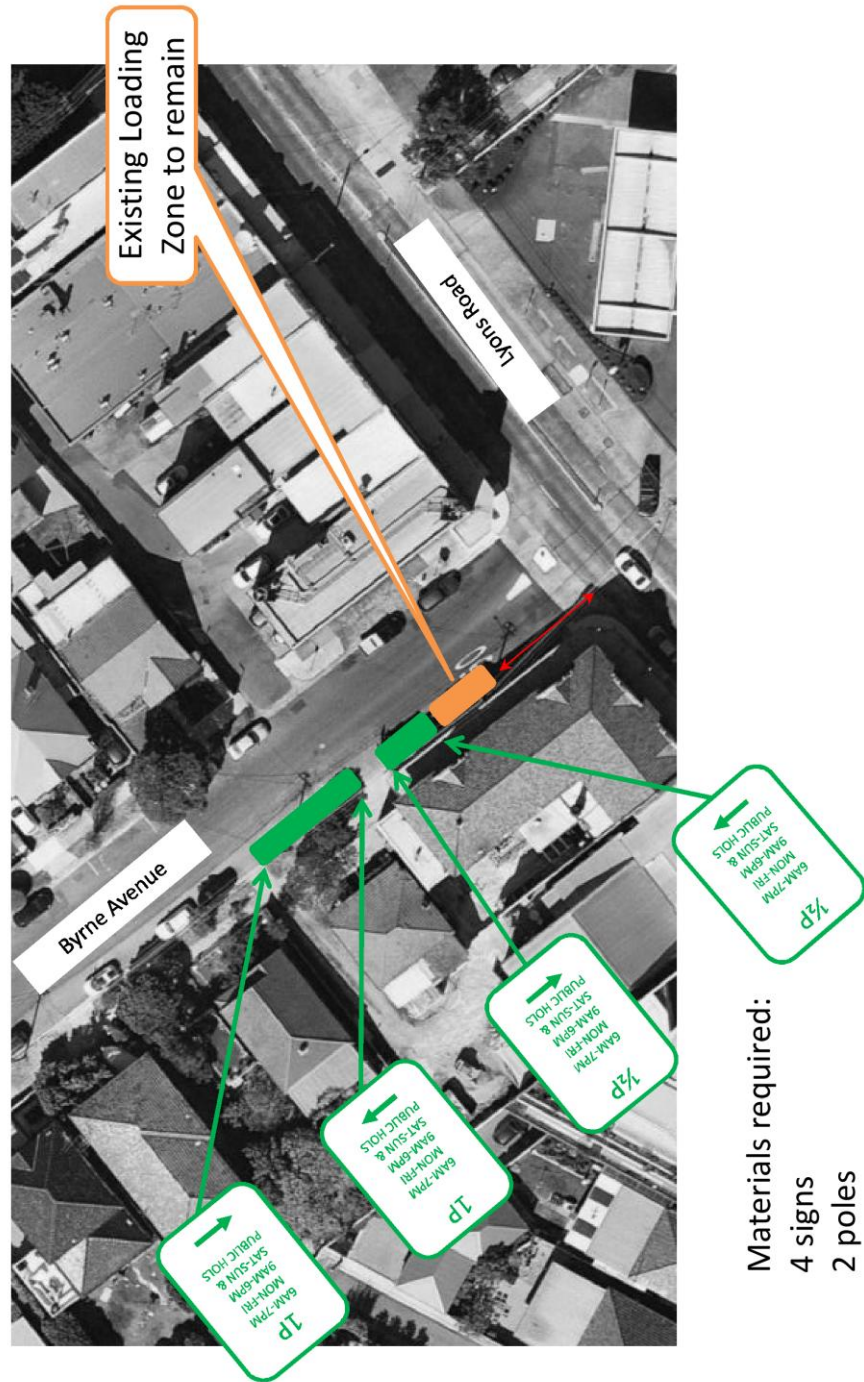 Existing Loading
Zone to remain
Byrne Avenue
Lyons Road
1P
6AM-7PM
MON-FRI
9AM-6PM
SAT-SUN &
PUBLIC HOLS
1P
6AM-7PM
MON-FRI
9AM-6PM
SAT-SUN &
PUBLIC HOLS
½P
6AM-7PM
MON-FRI
9AM-6PM
SAT-SUN &
PUBLIC HOLS
½P
6AM-7PM
MON-FRI
9AM-6PM
SAT-SUN &
PUBLIC HOLS
Materials required:
4 signs
2 poles